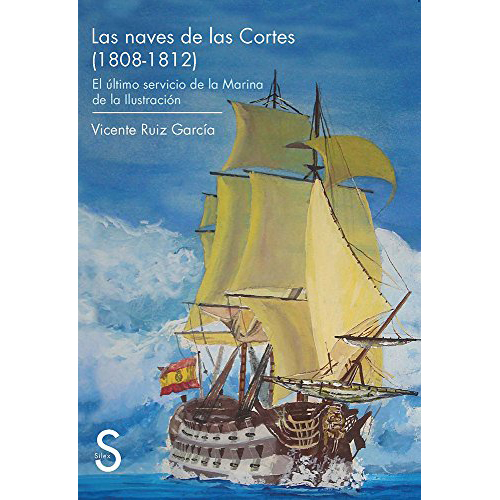 Las naves de las Cortes
(1808-1812)
El último servicio de la Marina
de la Ilustración
Vicente Ruiz García
S
Sílex